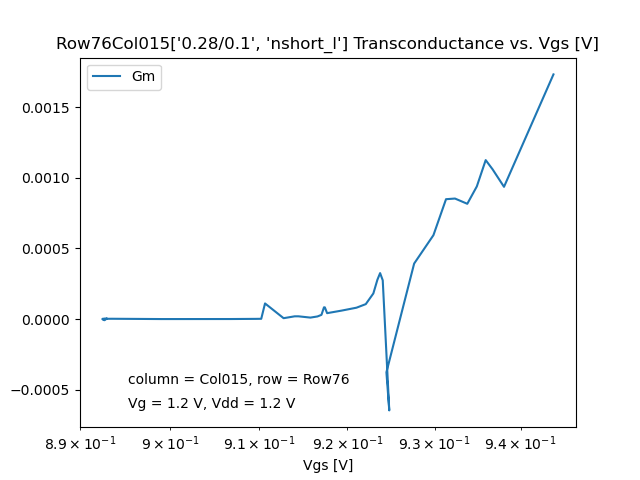 Row76Col015['0.28/0.1', 'nshort_l'] Transconductance vs. Vgs [V]
Gm
0.0015
0.0010
0.0005
0.0000
−0.0005
column = Col015, row = Row76
Vg = 1.2 V, Vdd = 1.2 V
8.9 × 10⁻¹ 9 × 10⁻¹ 9.1 × 10⁻¹ 9.2 × 10⁻¹ 9.3 × 10⁻¹ 9.4 × 10⁻¹
Vgs [V]